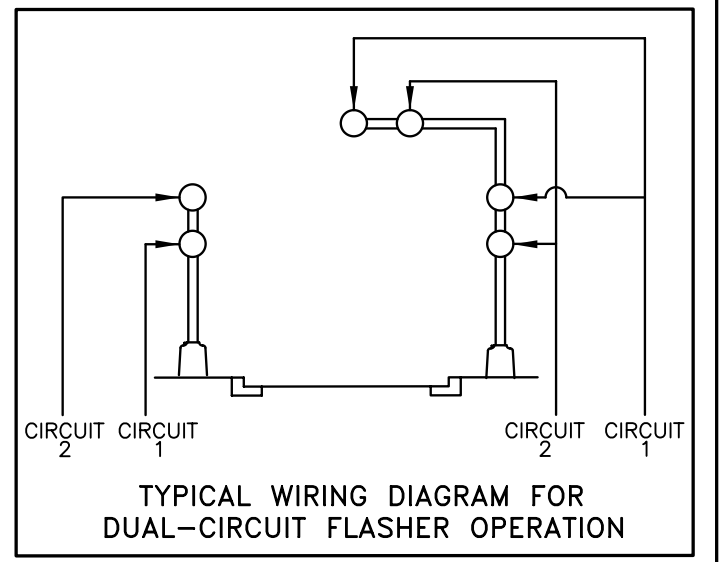 CIRCUIT 2
CIRCUIT 1
CIRCUIT 2
CIRCUIT 1
TYPICAL WIRING DIAGRAM FOR
DUAL-CIRCUIT FLASHER OPERATION